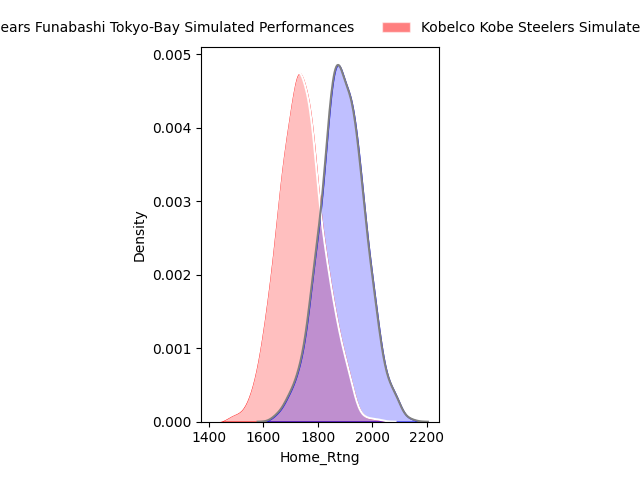 ears Funabashi Tokyo-Bay Simulated Performances Kobelco Kobe Steelers Simulate
0.005
0.004
0.003
0.002
0.001
0.000
Density
1400 1600 1800 2000 2200
Home_Rtng